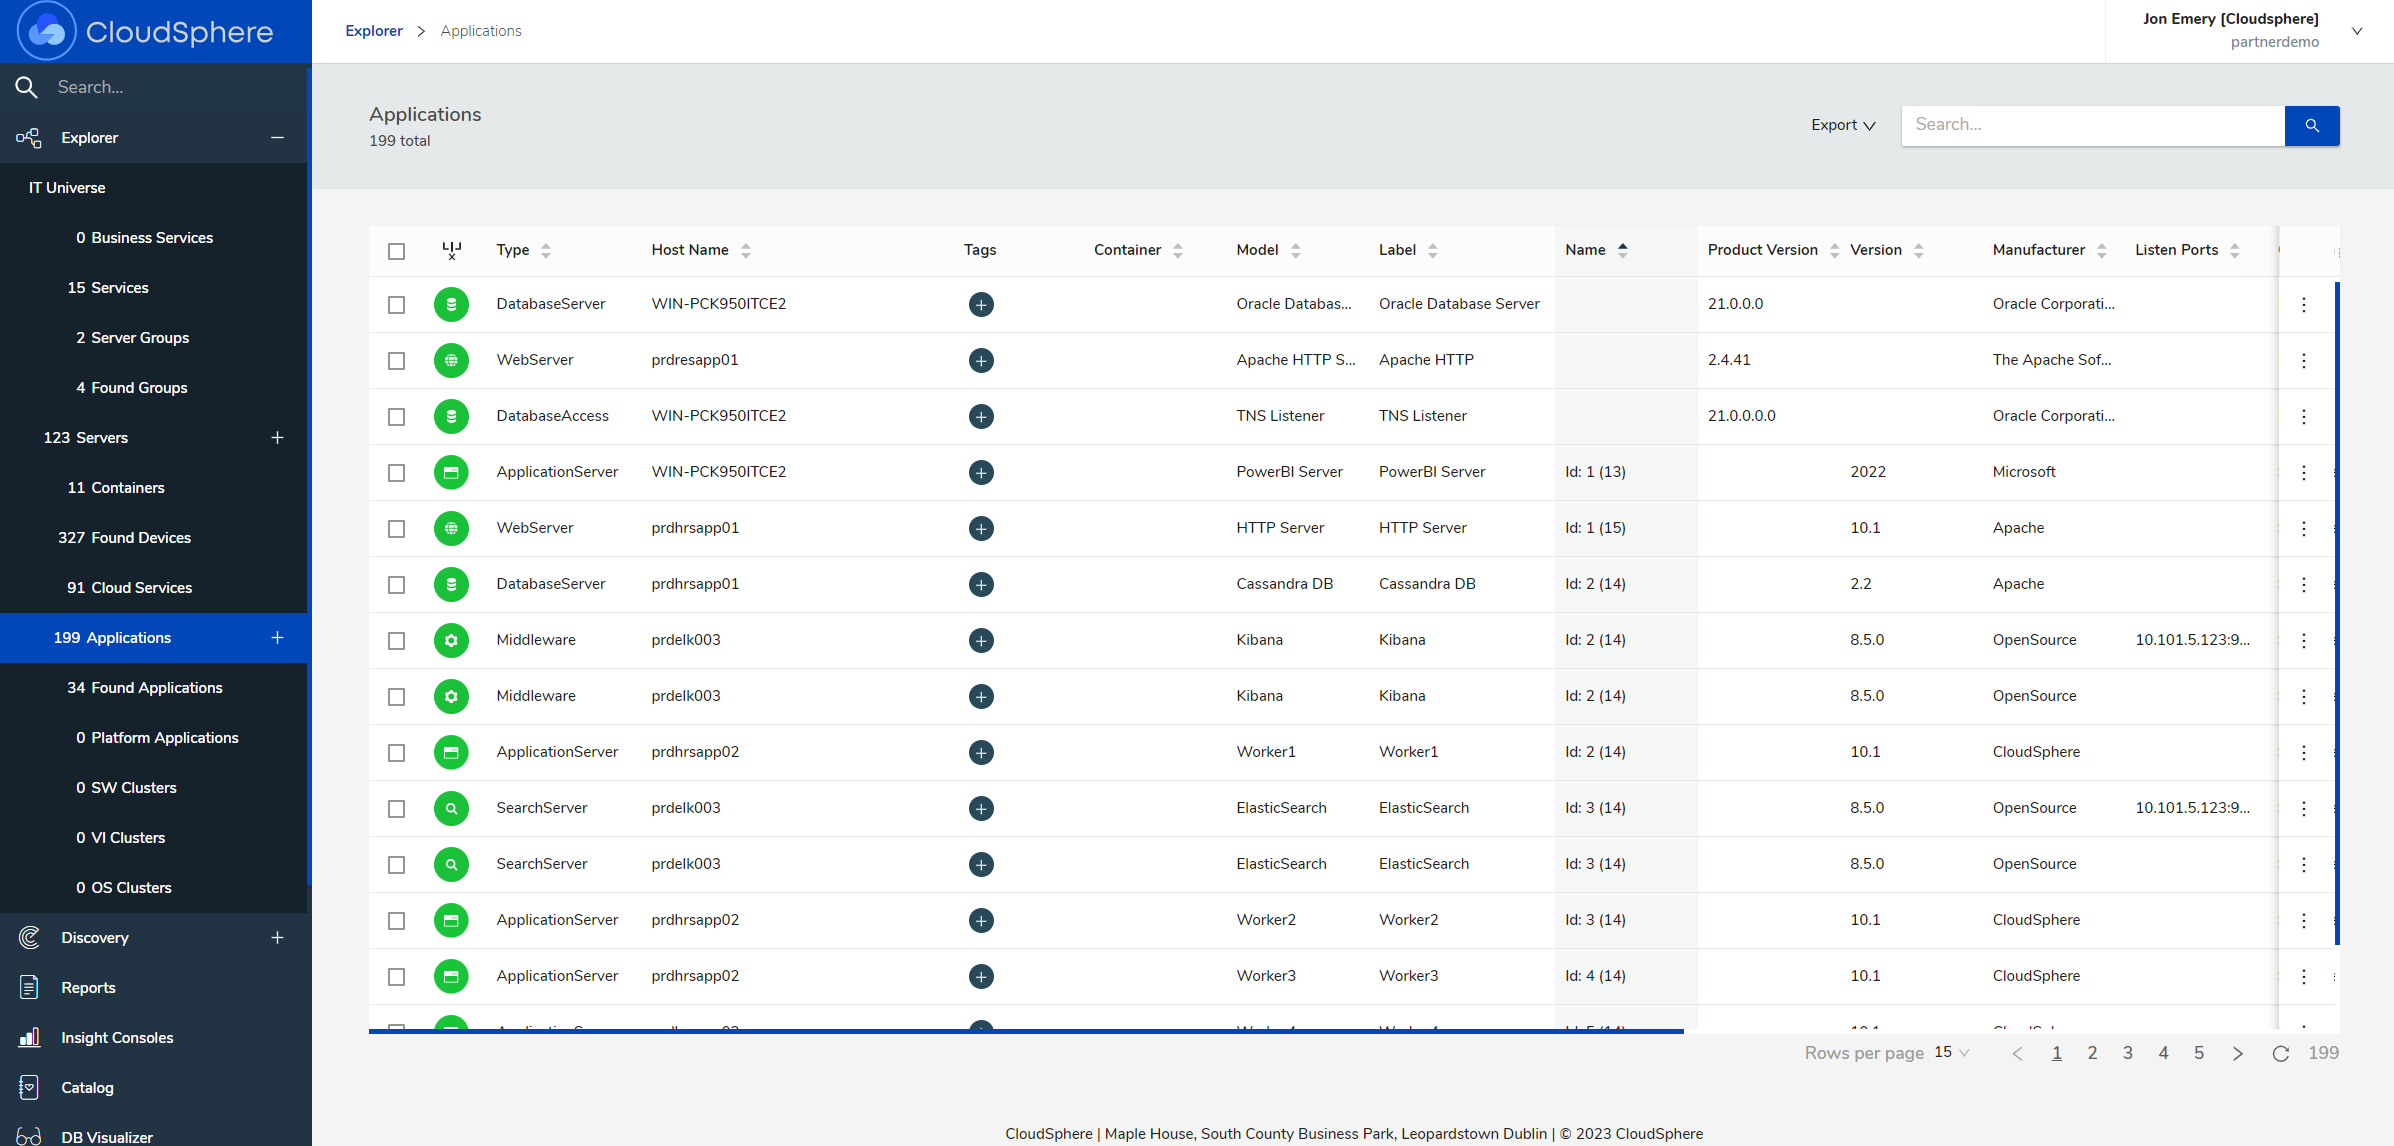 CloudSphere
Explorer > Applications
Jon Emery [Cloudsphere]
partnerdemo
Search...
Explorer
IT Universe
0 Business Services
15 Services
2 Server Groups
4 Found Groups
123 Servers
11 Containers
327 Found Devices
91 Cloud Services
199 Applications
34 Found Applications
0 Platform Applications
0 SW Clusters
0 VI Clusters
0 OS Clusters
Discovery
Reports
Insight Consoles
Catalog
DB Visualizer
Applications
199 total
Export
Search...
Type Host Name Tags Container Model Label Name Product Version Version Manufacturer Listen Ports
DatabaseServer WIN-PCK950ITCE2 Oracle Databas... Oracle Database Server 21.0.0.0 Oracle Corporati...
WebServer prdresapp01 Apache HTTP S... Apache HTTP 2.4.41 The Apache Sof...
DatabaseAccess WIN-PCK950ITCE2 TNS Listener TNS Listener 21.0.0.0.0 Oracle Corporati...
ApplicationServer WIN-PCK950ITCE2 PowerBI Server PowerBI Server Id: 1 (13) 2022 Microsoft
WebServer prdhrsapp01 HTTP Server HTTP Server Id: 1 (15) 10.1 Apache
DatabaseServer prdhrsapp01 Cassandra DB Cassandra DB Id: 2 (14) 2.2 Apache
Middleware prdelk003 Kibana Kibana Id: 2 (14) 8.5.0 OpenSource 10.101.5.123:9...
Middleware prdelk003 Kibana Kibana Id: 2 (14) 8.5.0 OpenSource
ApplicationServer prdhrsapp02 Worker1 Worker1 Id: 2 (14) 10.1 CloudSphere
SearchServer prdelk003 ElasticSearch ElasticSearch Id: 3 (14) 8.5.0 OpenSource 10.101.5.123:9...
SearchServer prdelk003 ElasticSearch ElasticSearch Id: 3 (14) 8.5.0 OpenSource
ApplicationServer prdhrsapp02 Worker2 Worker2 Id: 3 (14) 10.1 CloudSphere
ApplicationServer prdhrsapp02 Worker3 Worker3 Id: 4 (14) 10.1 CloudSphere
Rows per page 15 < 1 2 3 4 5 > 199
CloudSphere | Maple House, South County Business Park, Leopardstown Dublin | © 2023 CloudSphere